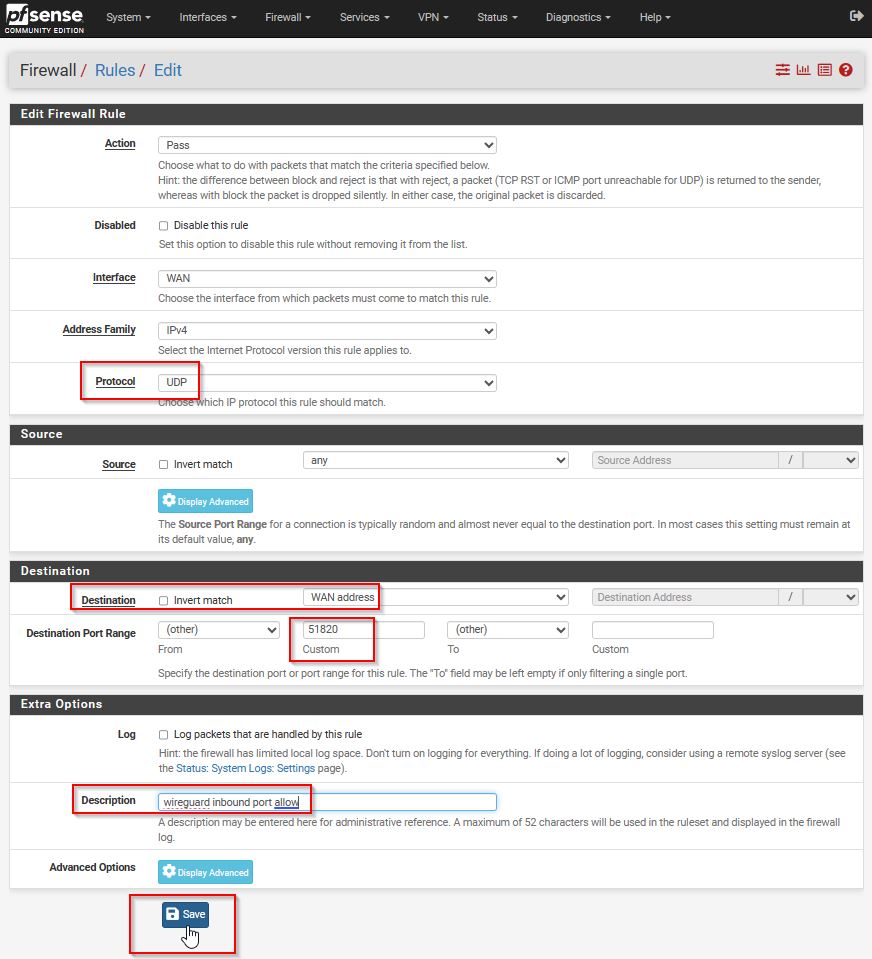 pfsense
COMMUNITY EDITION
System Interfaces Firewall Services VPN Status Diagnostics Help
Firewall / Rules / Edit
Edit Firewall Rule
Action Pass
Choose what to do with packets that match the criteria specified below.
Hint: the difference between block and reject is that with reject, a packet (TCP RST or ICMP port unreachable for UDP) is returned to the sender,
whereas with block the packet is dropped silently. In either case, the original packet is discarded.
Disabled Disable this rule
Set this option to disable this rule without removing it from the list.
Interface WAN
Choose the interface from which packets must come to match this rule.
Address Family IPv4
Select the Internet Protocol version this rule applies to.
Protocol UDP
Choose which IP protocol this rule should match.
Source
Source Invert match any Source Address /
Display Advanced
The Source Port Range for a connection is typically random and almost never equal to the destination port. In most cases this setting must remain at
its default value, any.
Destination
Destination Invert match WAN address Destination Address /
Destination Port Range (other) 51820 (other)
From Custom To Custom
Specify the destination port or port range for this rule. The "To" field may be left empty if only filtering a single port.
Extra Options
Log Log packets that are handled by this rule
Hint: the firewall has limited local log space. Don't turn on logging for everything. If doing a lot of logging, consider using a remote syslog server (see
the Status: System Logs: Settings page).
Description wireguard inbound port allow
A description may be entered here for administrative reference. A maximum of 52 characters will be used in the ruleset and displayed in the firewall
log.
Advanced Options Display Advanced
Save